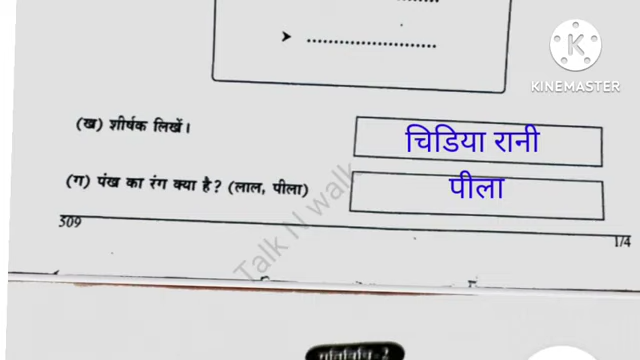 ➤ ..........................
KINEMASTER
(ख) शीर्षक लिखें।
चिडिया रानी
(ग) पंख का रंग क्या है? (लाल, पीला)
पीला
Talk N walk
309
1/4